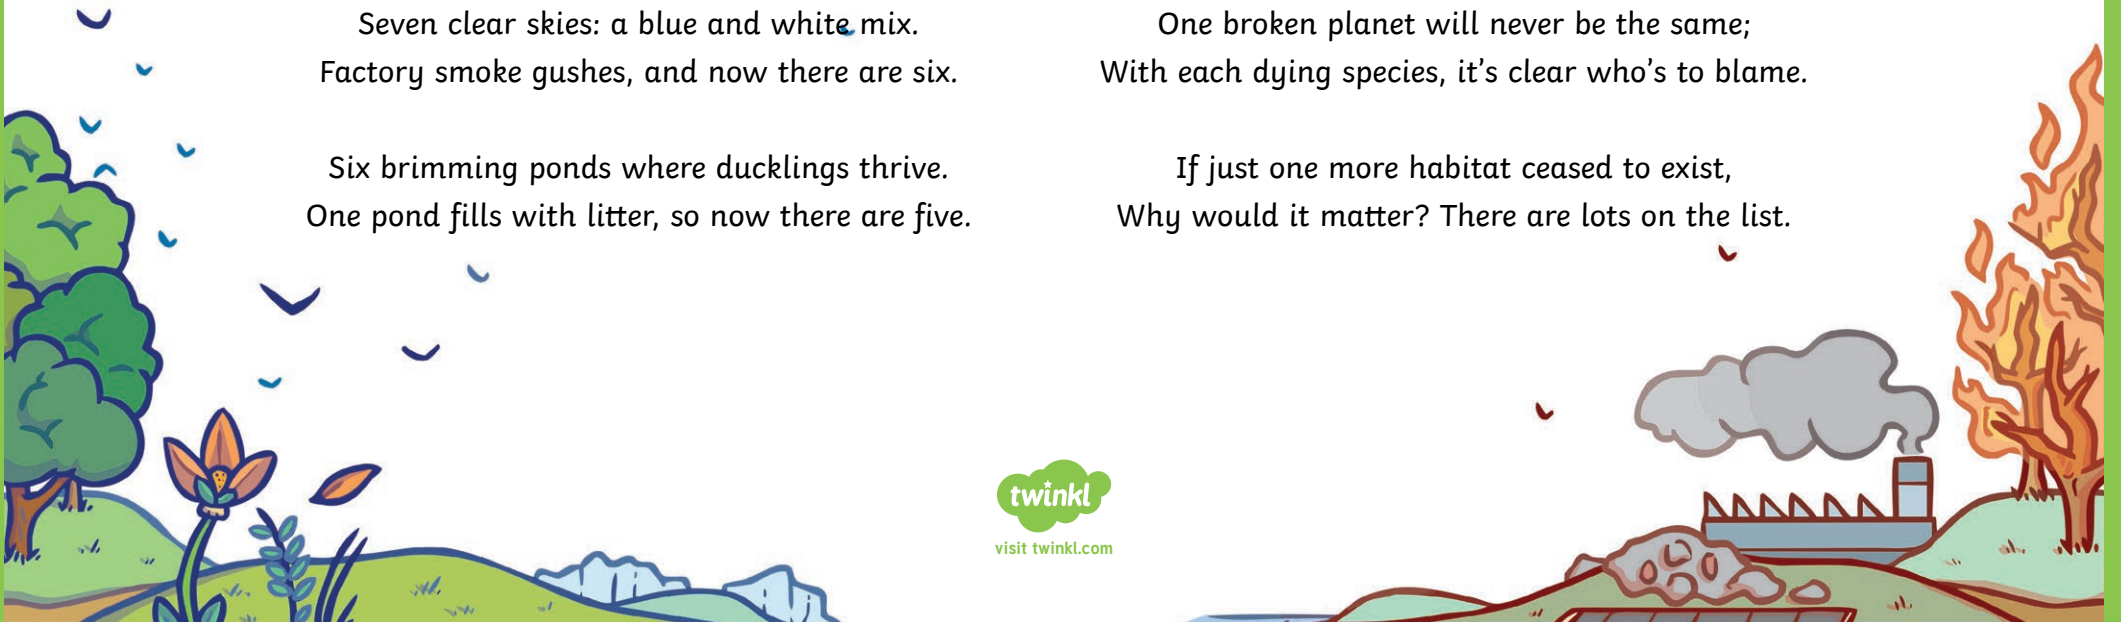 Seven clear skies: a blue and white mix.
Factory smoke gushes, and now there are six.
Six brimming ponds where ducklings thrive.
One pond fills with litter, so now there are five.
One broken planet will never be the same;
With each dying species, it's clear who's to blame.
If just one more habitat ceased to exist,
Why would it matter? There are lots on the list.
twinkl
visit twinkl.com